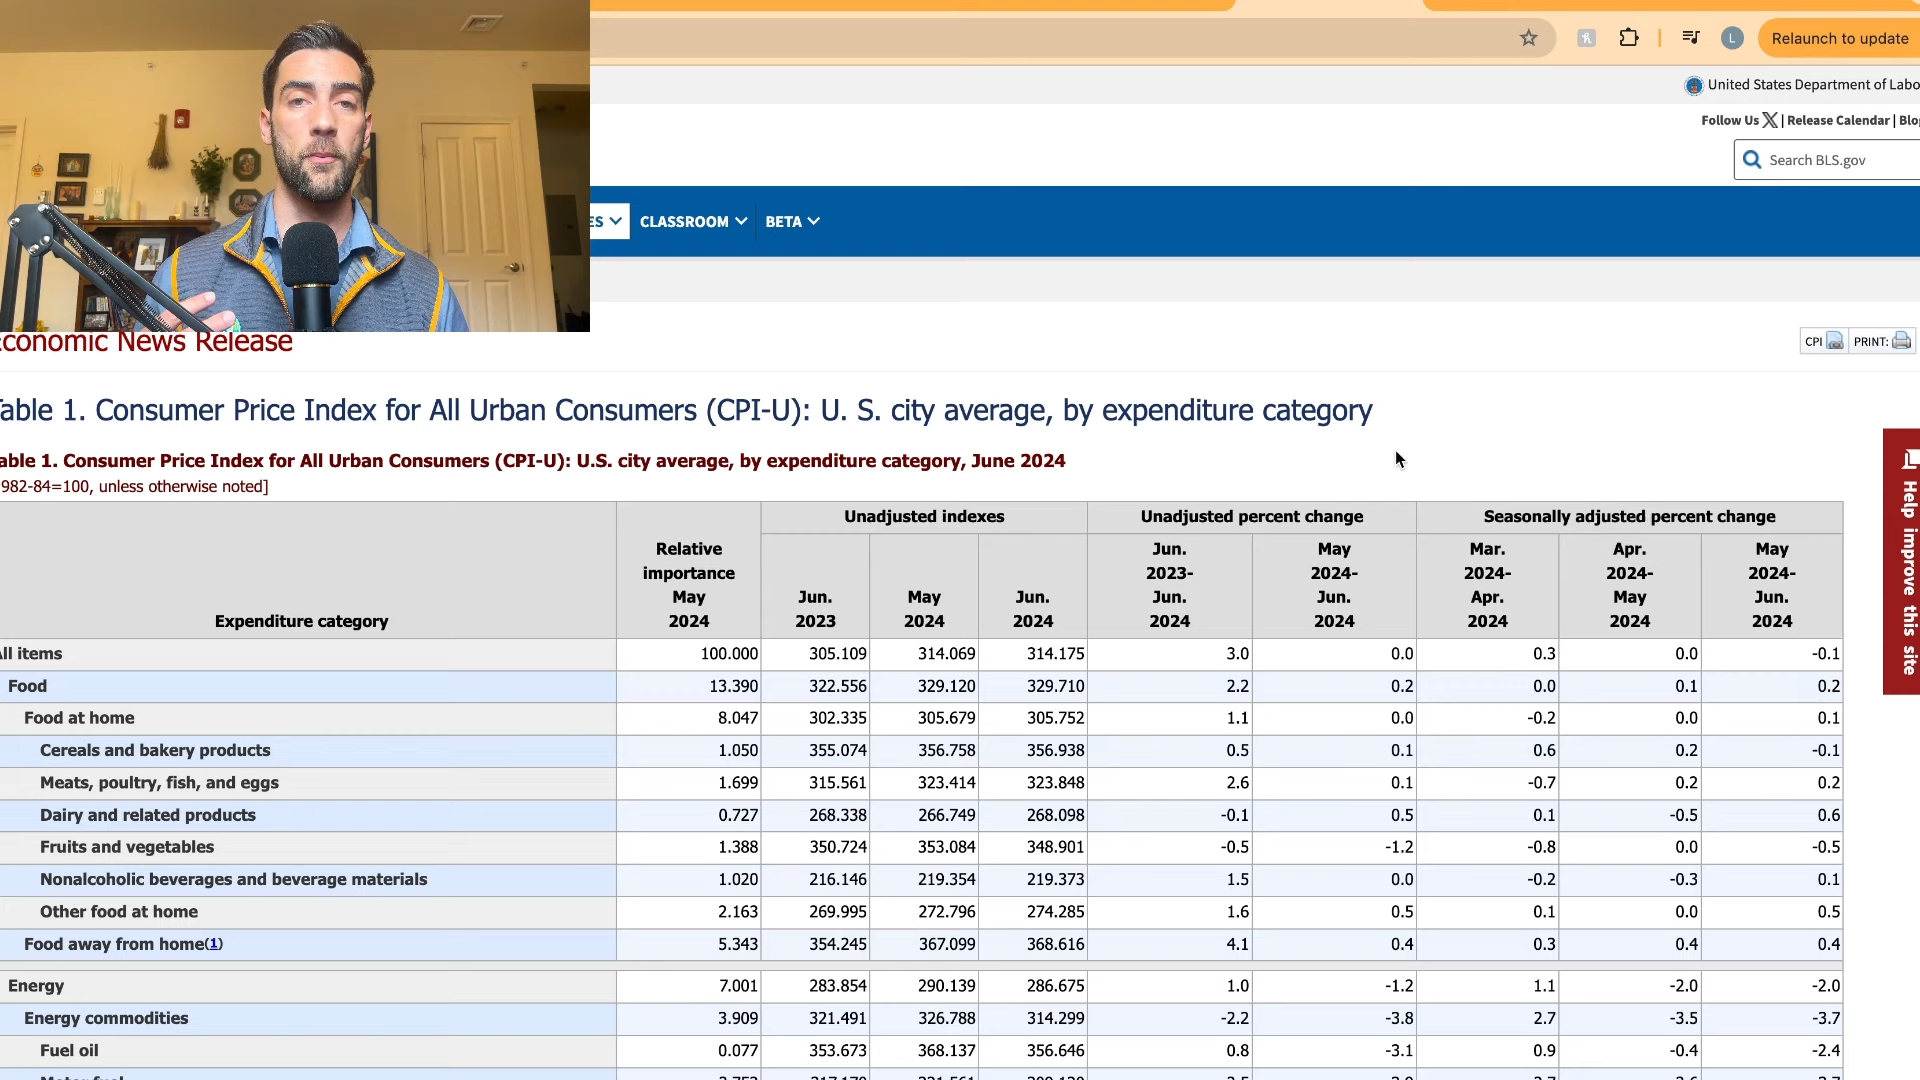 L
Relaunch to update
United States Department of Labo
Follow Us X | Release Calendar | Blo
Search BLS.gov
ES CLASSROOM BETA
Economic News Release
CPI PRINT:
Table 1. Consumer Price Index for All Urban Consumers (CPI-U): U. S. city average, by expenditure category
able 1. Consumer Price Index for All Urban Consumers (CPI-U): U.S. city average, by expenditure category, June 2024
982-84=100, unless otherwise noted]
Help improve this site
Expenditure category
Relative importance May 2024
Unadjusted indexes
Unadjusted percent change
Seasonally adjusted percent change
Jun. 2023
May 2024
Jun. 2024
Jun. 2023- Jun. 2024
May 2024- Jun. 2024
Mar. 2024- Apr. 2024
Apr. 2024- May 2024
May 2024- Jun. 2024
All items 100.000 305.109 314.069 314.175 3.0 0.0 0.3 0.0 -0.1
Food 13.390 322.556 329.120 329.710 2.2 0.2 0.0 0.1 0.2
Food at home 8.047 302.335 305.679 305.752 1.1 0.0 -0.2 0.0 0.1
Cereals and bakery products 1.050 355.074 356.758 356.938 0.5 0.1 0.6 0.2 -0.1
Meats, poultry, fish, and eggs 1.699 315.561 323.414 323.848 2.6 0.1 -0.7 0.2 0.2
Dairy and related products 0.727 268.338 266.749 268.098 -0.1 0.5 0.1 -0.5 0.6
Fruits and vegetables 1.388 350.724 353.084 348.901 -0.5 -1.2 -0.8 0.0 -0.5
Nonalcoholic beverages and beverage materials 1.020 216.146 219.354 219.373 1.5 0.0 -0.2 -0.3 0.1
Other food at home 2.163 269.995 272.796 274.285 1.6 0.5 0.1 0.0 0.5
Food away from home(1) 5.343 354.245 367.099 368.616 4.1 0.4 0.3 0.4 0.4
Energy 7.001 283.854 290.139 286.675 1.0 -1.2 1.1 -2.0 -2.0
Energy commodities 3.909 321.491 326.788 314.299 -2.2 -3.8 2.7 -3.5 -3.7
Fuel oil 0.077 353.673 368.137 356.646 0.8 -3.1 0.9 -0.4 -2.4